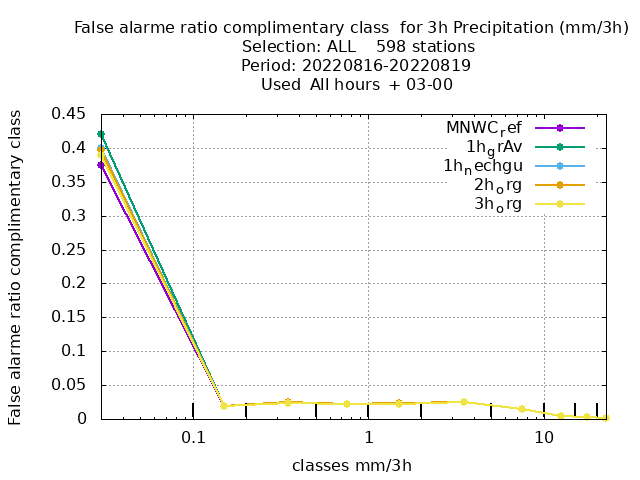 False alarme ratio complimentary class  for 3h Precipitation (mm/3h)
Selection: ALL    598 stations
Period: 20220816-20220819
Used  All hours  + 03-00
False alarme ratio complimentary class
0.45
0.4
0.35
0.3
0.25
0.2
0.15
0.1
0.05
0
MNWC_ref
1h_grAv
1h_nechgu
2h_org
3h_org
0.1 1 10
classes mm/3h